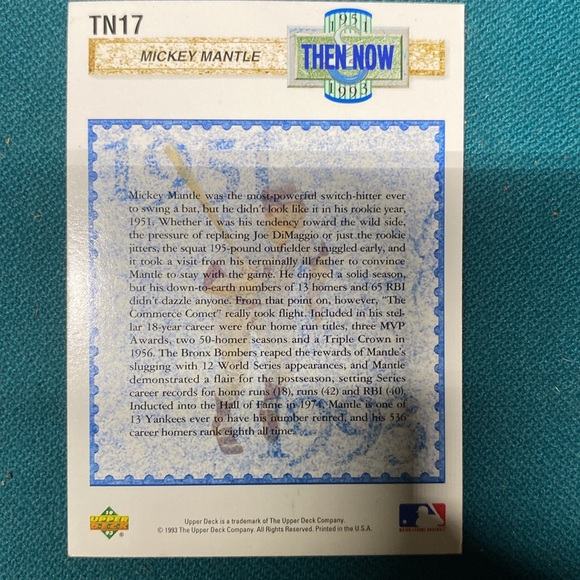 TN17
MICKEY MANTLE
1951
THEN & NOW
1993
1951
Mickey Mantle was the most-powerful switch-hitter ever
to swing a bat, but he didn't look like it in his rookie year,
1951. Whether it was his tendency toward the wild side,
the pressure of replacing Joe DiMaggio or just the rookie
jitters, the squat 195-pound outfielder struggled early, and
it took a visit from his terminally ill father to convince
Mantle to stay with the game. He enjoyed a solid season,
but his down-to-earth numbers of 13 homers and 65 RBI
didn't dazzle anyone. From that point on, however, "The
Commerce Comet" really took flight. Included in his stel-
lar 18-year career were four home run titles, three MVP
Awards, two 50-homer seasons and a Triple Crown in
1956. The Bronx Bombers reaped the rewards of Mantle's
slugging with 12 World Series appearances, and Mantle
demonstrated a flair for the postseason, setting Series
career records for home runs (18), runs (42) and RBI (40).
Inducted into the Hall of Fame in 1974, Mantle is one of
13 Yankees ever to have his number retired, and his 536
career homers rank eighth all time.
UPPER
DECK
Upper Deck is a trademark of The Upper Deck Company.
© 1993 The Upper Deck Company. All Rights Reserved. Printed in the U.S.A.
MAJOR LEAGUE BASEBALL